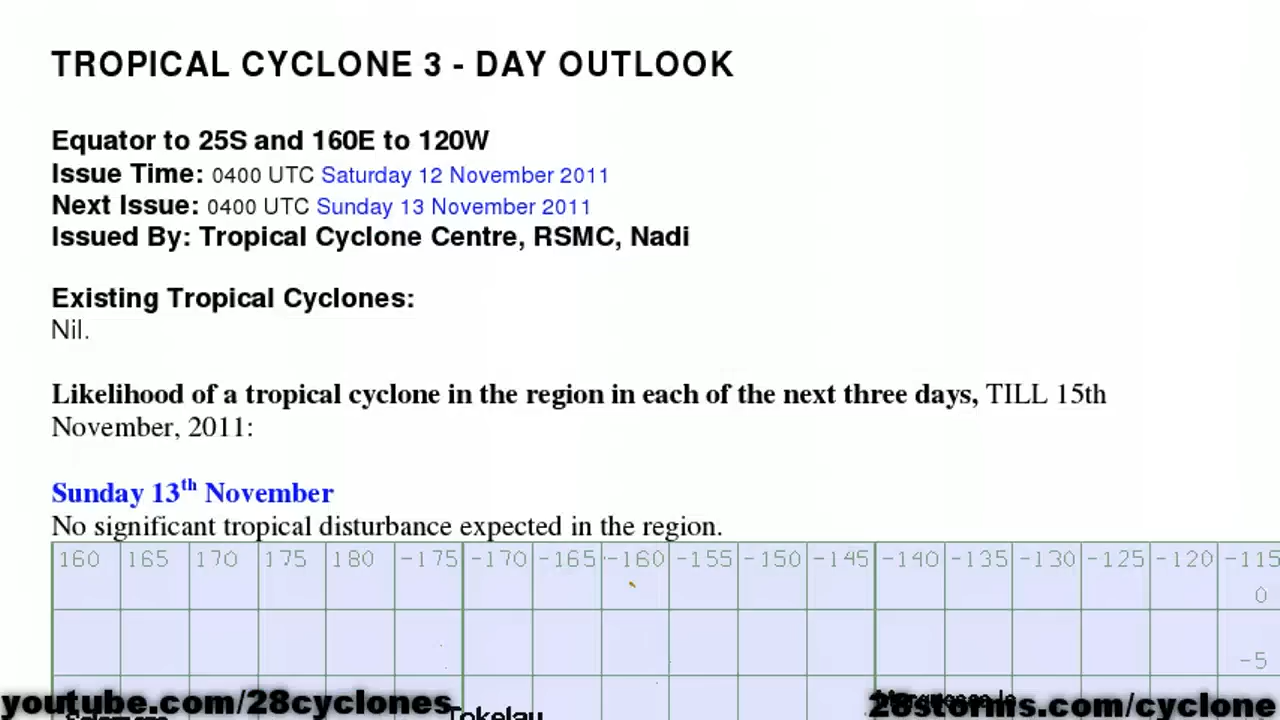 TROPICAL CYCLONE 3 - DAY OUTLOOK
Equator to 25S and 160E to 120W
Issue Time: 0400 UTC Saturday 12 November 2011
Next Issue: 0400 UTC Sunday 13 November 2011
Issued By: Tropical Cyclone Centre, RSMC, Nadi
Existing Tropical Cyclones:
Nil.
Likelihood of a tropical cyclone in the region in each of the next three days, TILL 15th
November, 2011:
Sunday 13th November
No significant tropical disturbance expected in the region.
160 165 170 175 180 -175 -170 -165 -160 -155 -150 -145 -140 -135 -130 -125 -120 -115
0
-5
youtube.com/28cyclones
28storms.com/cyclone
Tokelau